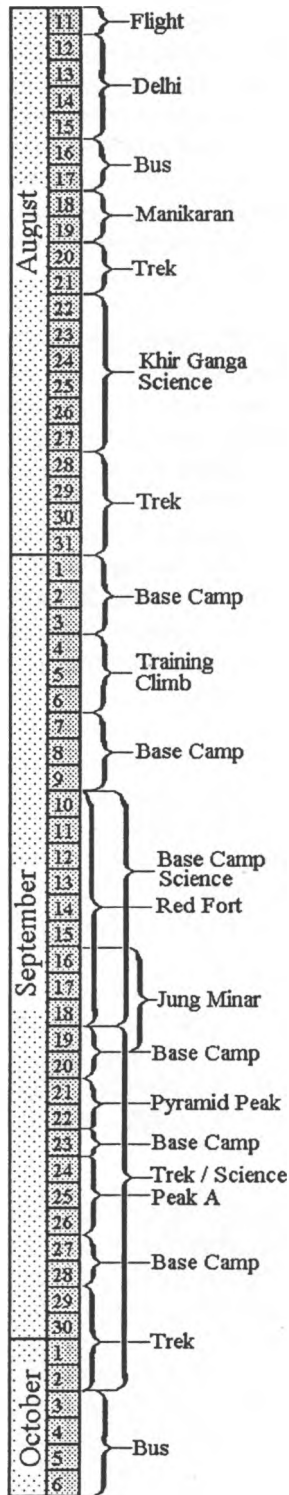 August
September
October
11
12
13
14
15
16
17
18
19
20
21
22
23
24
25
26
27
28
29
30
31
1
2
3
4
5
6
7
8
9
10
11
12
13
14
15
16
17
18
19
20
21
22
23
24
25
26
27
28
29
30
1
2
3
4
5
6
Flight
Delhi
Bus
Manikaran
Trek
Khir Ganga
Science
Trek
Base Camp
Training
Climb
Base Camp
Base Camp
Science
Red Fort
Jung Minar
Base Camp
Pyramid Peak
Base Camp
Trek / Science
Peak A
Base Camp
Trek
Bus